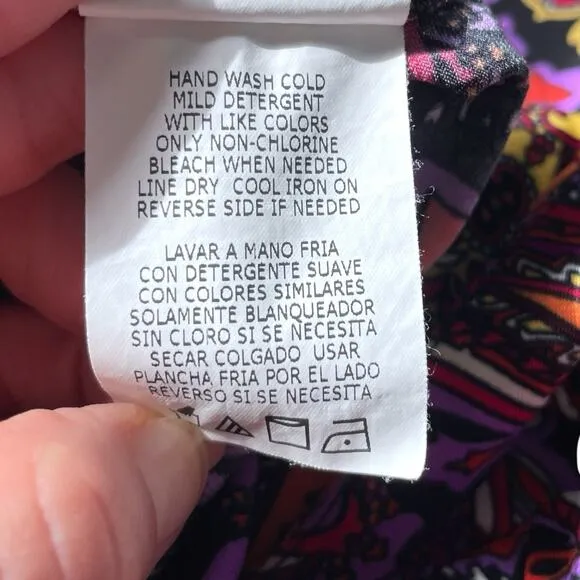 HAND WASH COLD
MILD DETERGENT
WITH LIKE COLORS
ONLY NON-CHLORINE
BLEACH WHEN NEEDED
LINE DRY COOL IRON ON
REVERSE SIDE IF NEEDED
LAVAR A MANO FRIA
CON DETERGENTE SUAVE
CON COLORES SIMILARES
SOLAMENTE BLANQUEADOR
SIN CLORO SI SE NECESITA
SECAR COLGADO USAR
PLANCHA FRIA POR EL LADO
REVERSO SI SE NECESITA